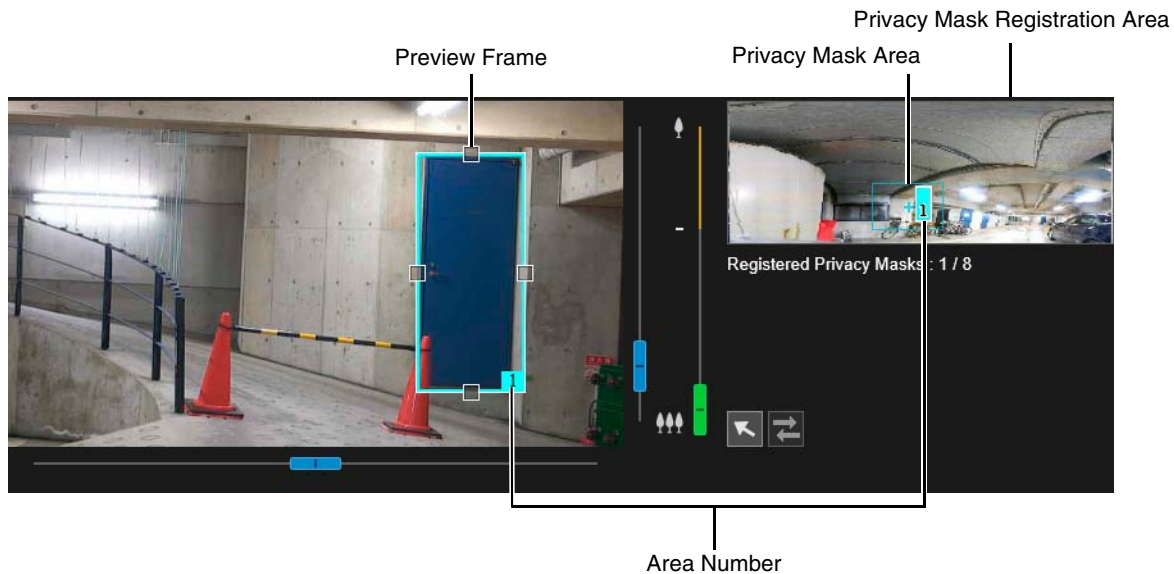 Privacy Mask Registration Area
Preview Frame
Privacy Mask Area
1
1
Registered Privacy Masks : 1 / 8
Area Number